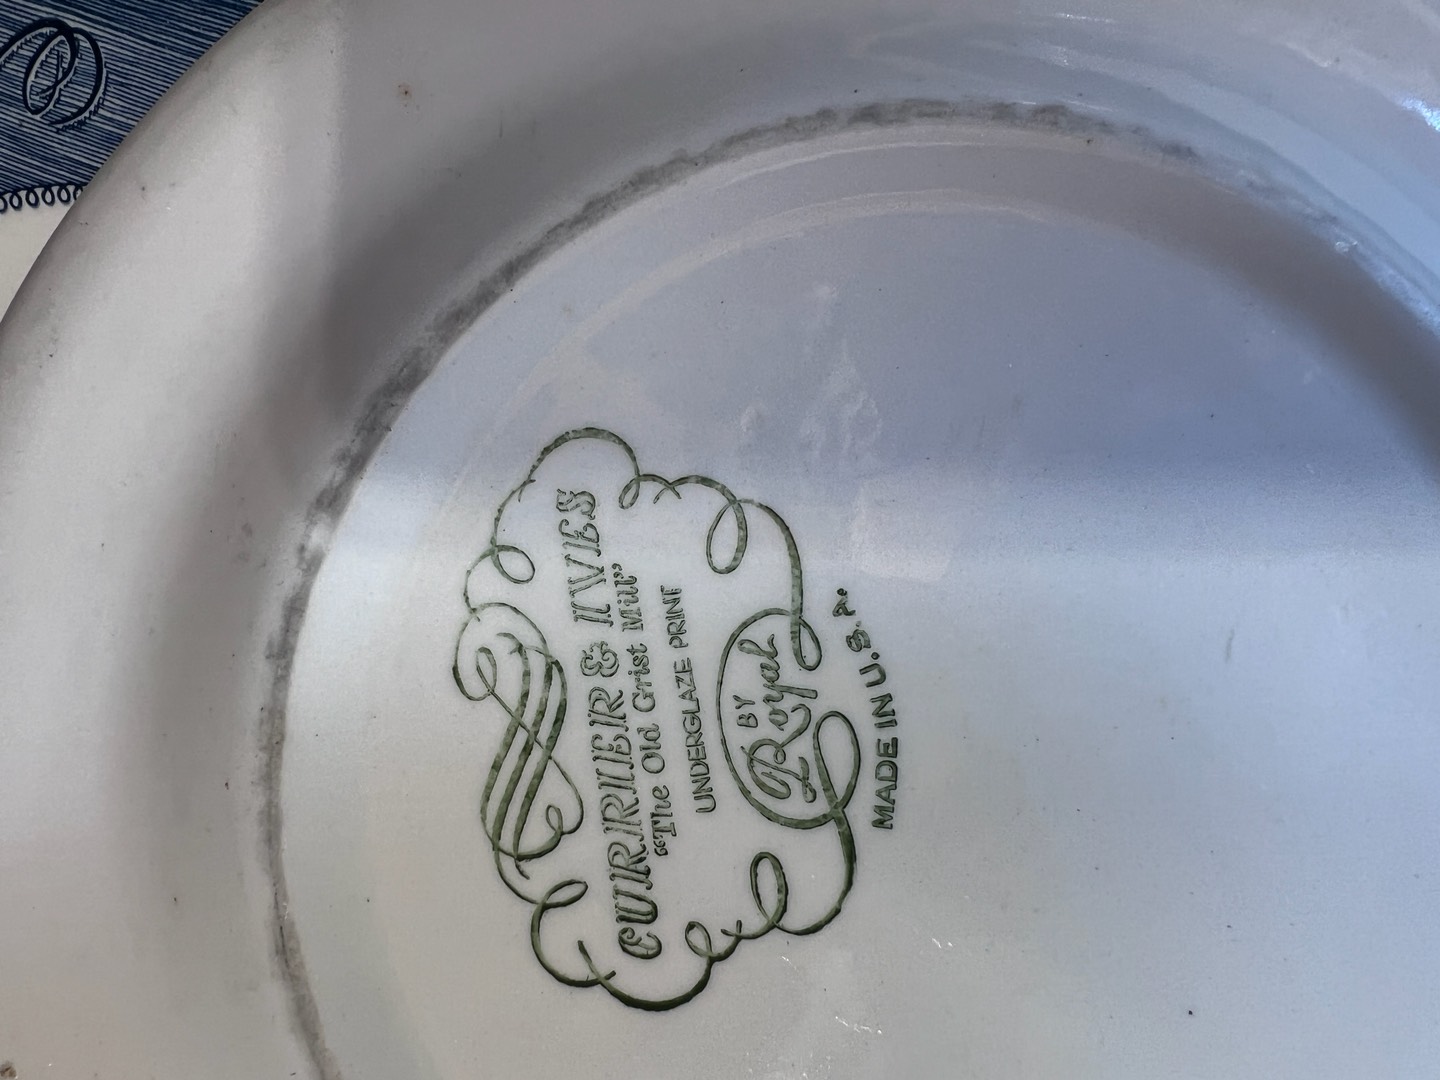 CURRIER & IVES
“The Old Grist Mill”
UNDERGLAZE PRINT
BY
Royal
MADE IN U.S.A.